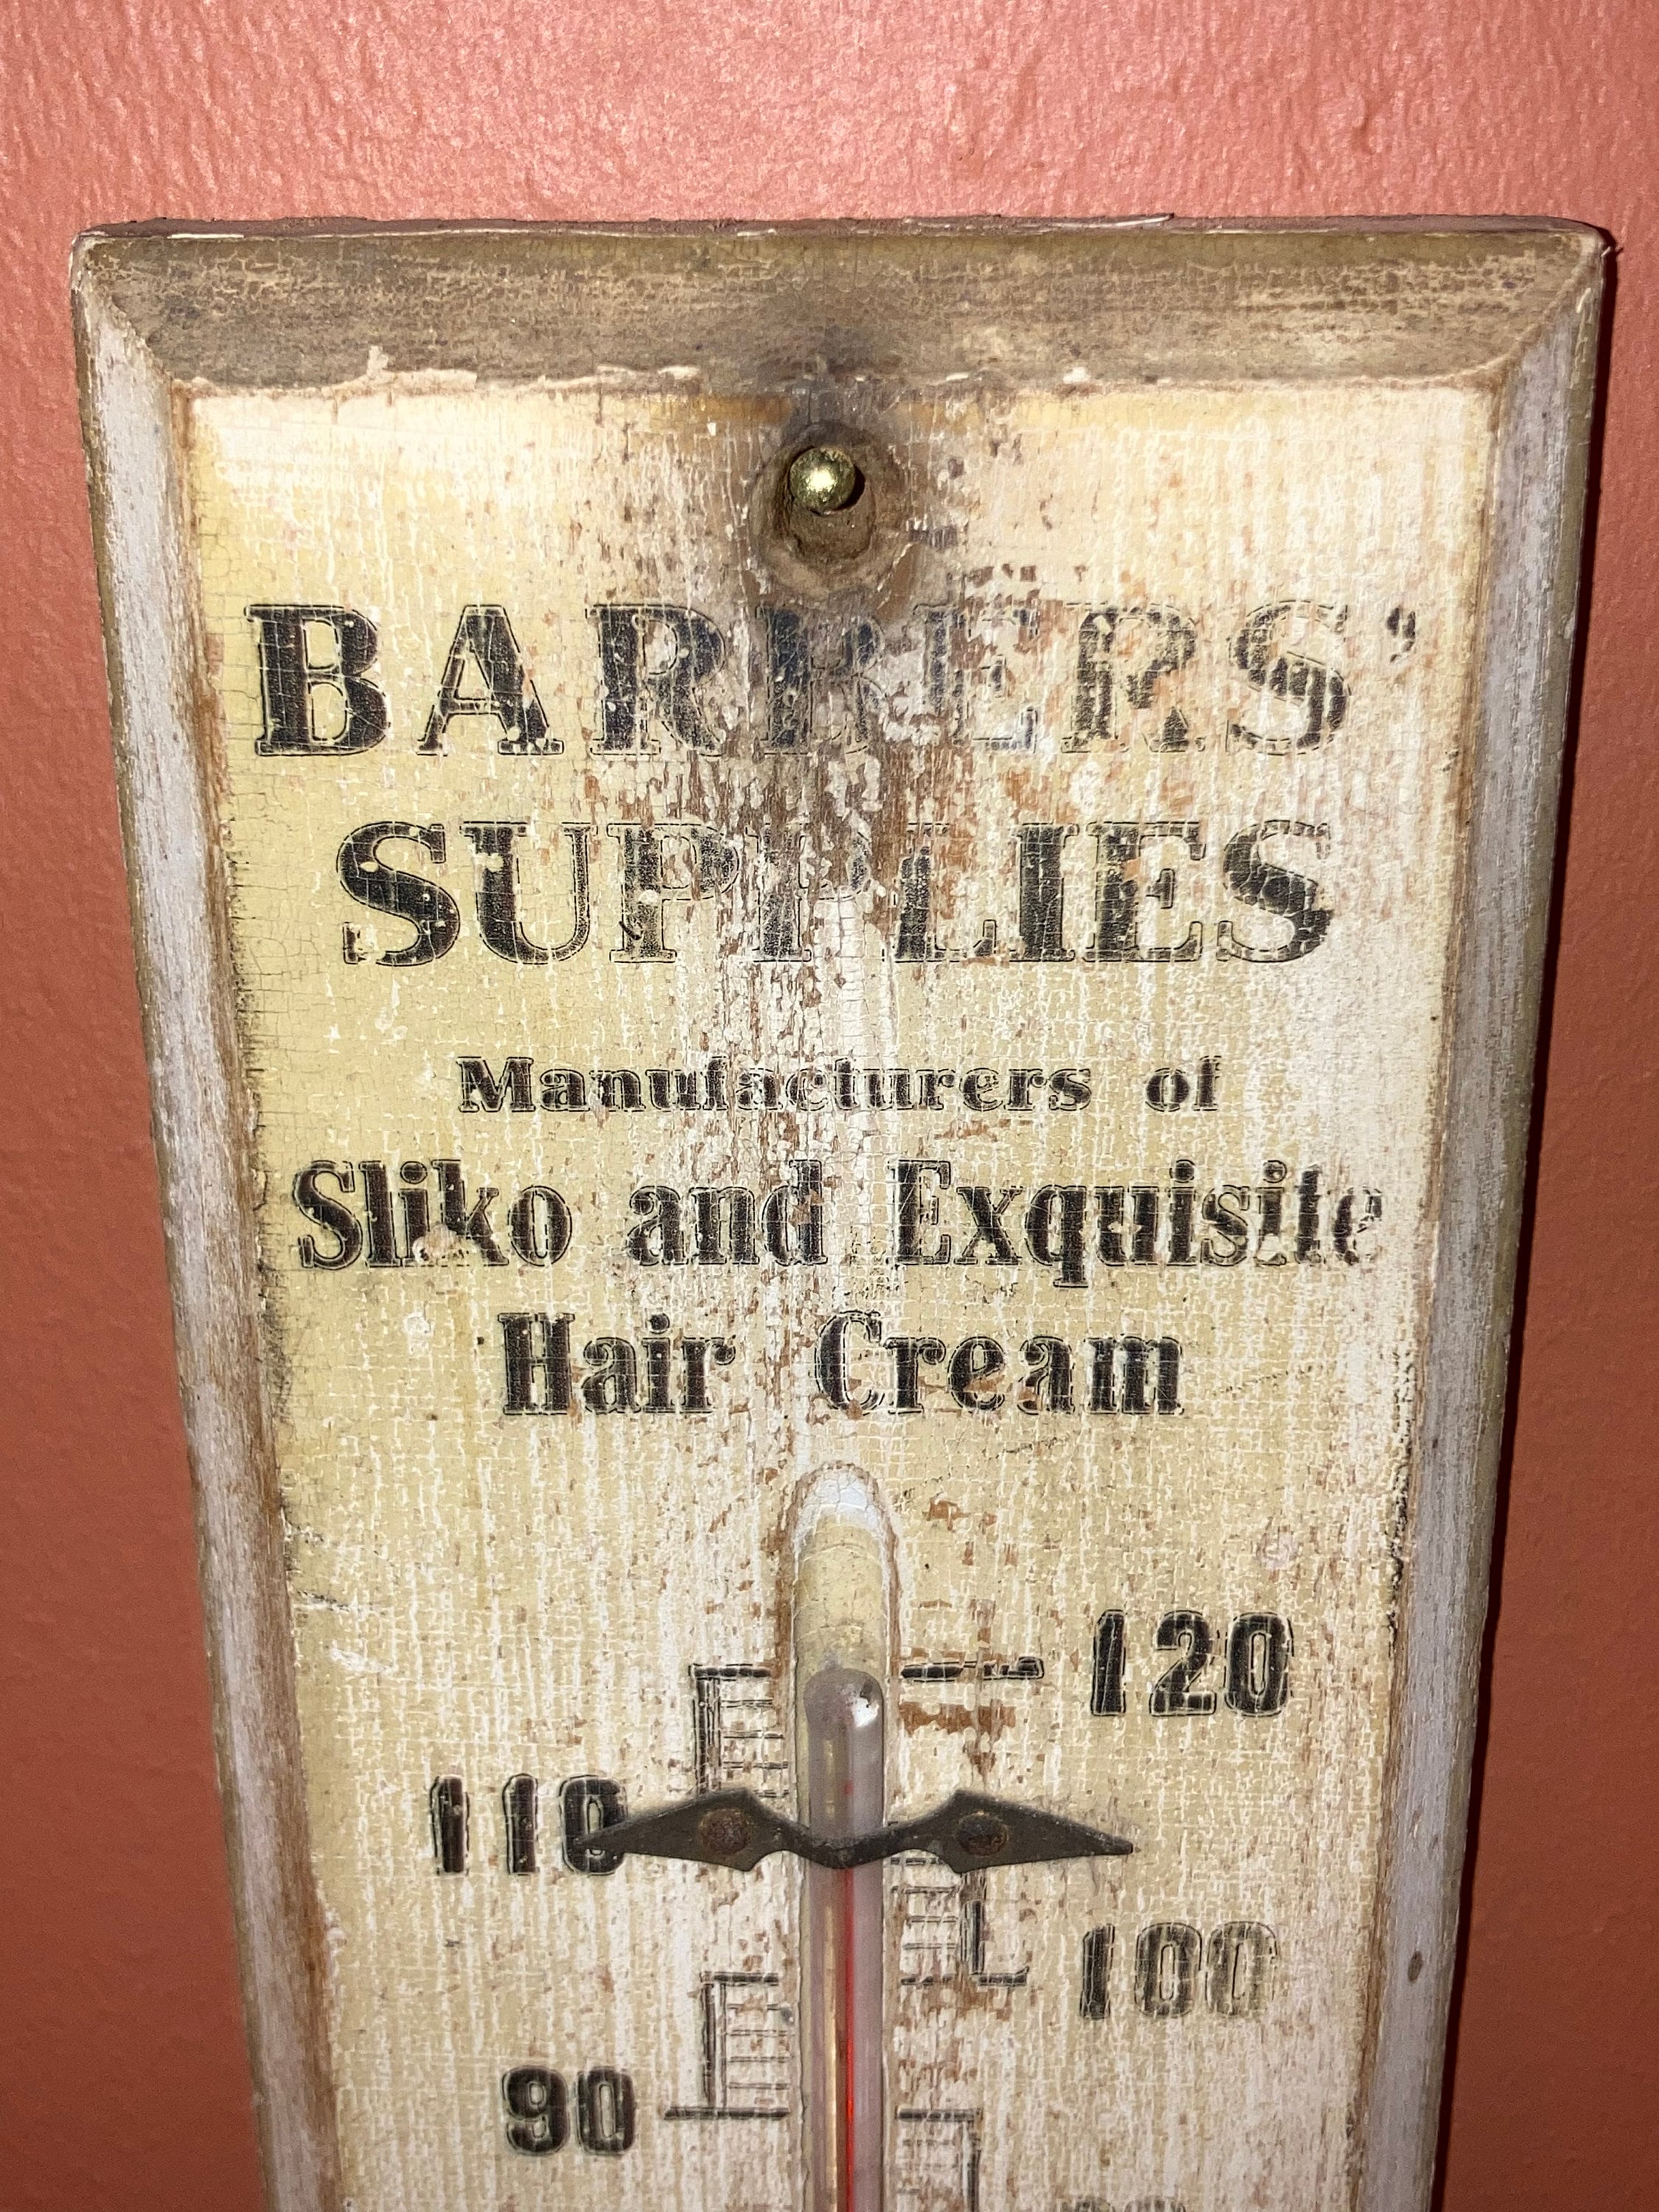 BARBERS'
SUPPLIES
Manufacturers of
Sliko and Exquisite
Hair Cream
120
110
100
90